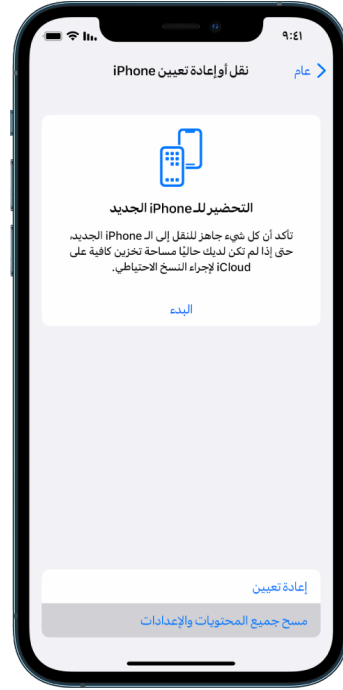 ٩:٤١
عام
نقل أو إعادة تعيين iPhone
التحضير للـ iPhone الجديد
تأكد أن كل شيء جاهز للنقل إلى الـ iPhone الجديد،
حتى إذا لم تكن لديك حاليًا مساحة تخزين كافية على
iCloud لإجراء النسخ الاحتياطي.
البدء
إعادة تعيين
مسح جميع المحتويات والإعدادات